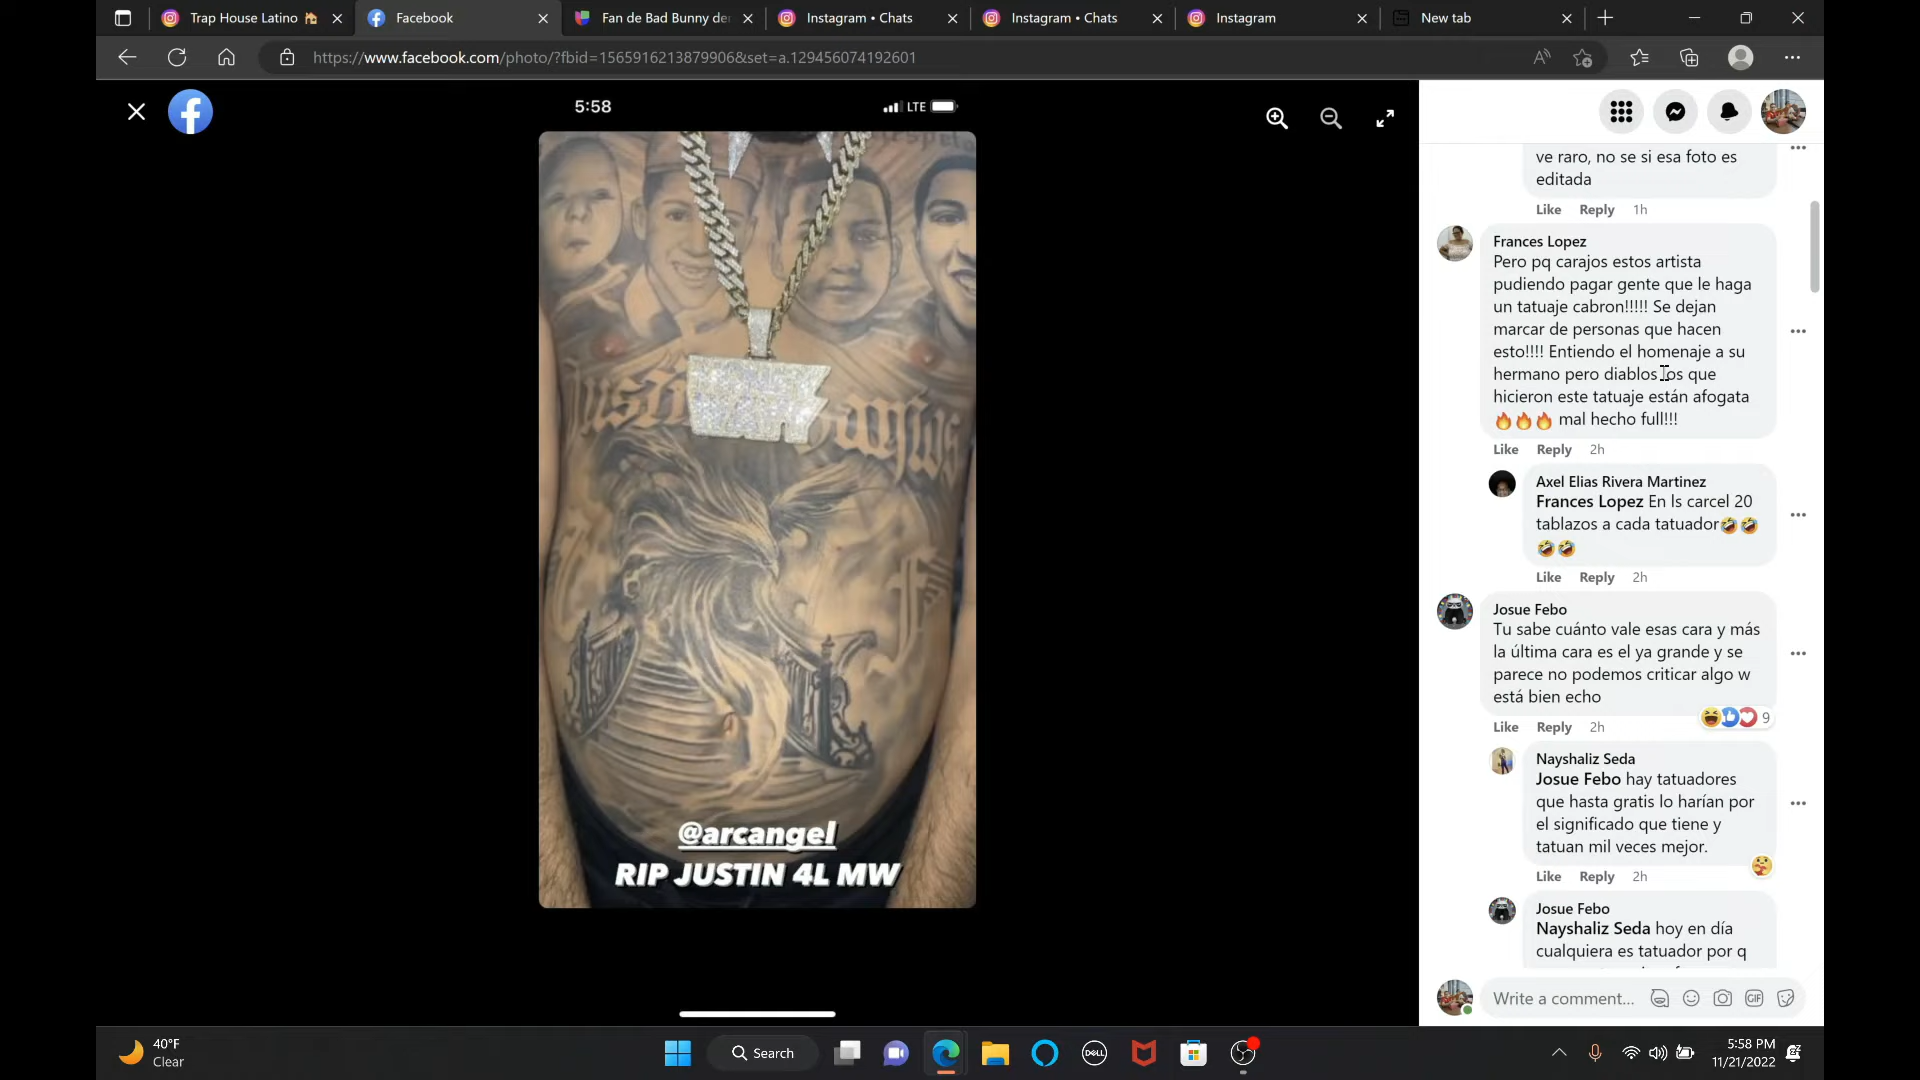 Trap House Latino
Facebook
Fan de Bad Bunny der
Instagram • Chats
Instagram • Chats
Instagram
New tab
https://www.facebook.com/photo/?fbid=1565916213879906&set=a.129456074192601
5:58
LTE
@arcangel
RIP JUSTIN 4L MW
ve raro, no se si esa foto es
editada
Like Reply 1h
Frances Lopez
Pero pq carajos estos artista
pudiendo pagar gente que le haga
un tatuaje cabron!!!!! Se dejan
marcar de personas que hacen
esto!!!! Entiendo el homenaje a su
hermano pero diablos los que
hicieron este tatuaje están afogata
🔥🔥🔥 mal hecho full!!!
Like Reply 2h
Axel Elias Rivera Martinez
Frances Lopez En ls carcel 20
tablazos a cada tatuador🤣🤣
🤣🤣
Like Reply 2h
Josue Febo
Tu sabe cuánto vale esas cara y más
la última cara es el ya grande y se
parece no podemos criticar algo w
está bien echo
9
Like Reply 2h
Nayshaliz Seda
Josue Febo hay tatuadores
que hasta gratis lo harían por
el significado que tiene y
tatuan mil veces mejor.
Like Reply 2h
Josue Febo
Nayshaliz Seda hoy en día
cualquiera es tatuador por q
Write a comment...
GIF
40°F
Clear
Search
DELL
5:58 PM
11/21/2022